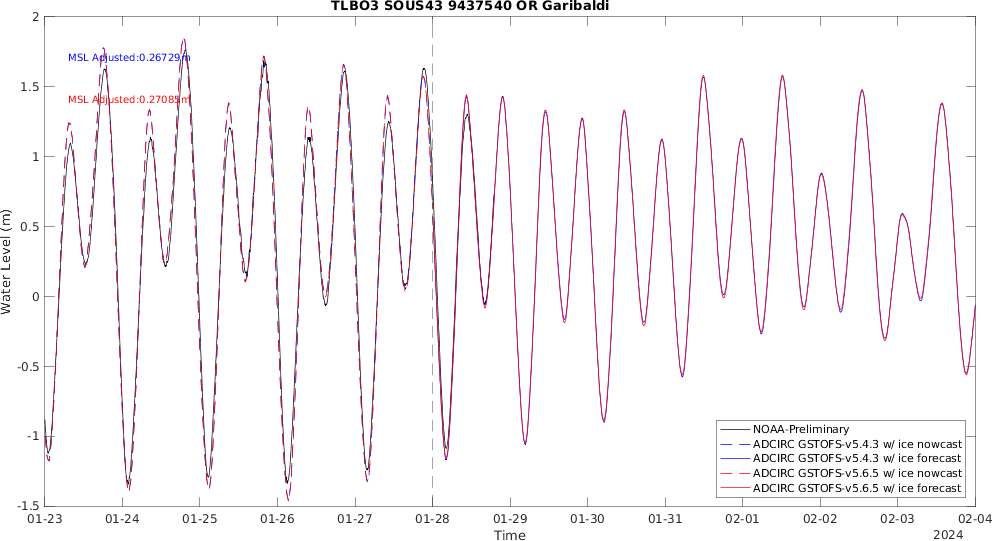 TLBO3 SOUS43 9437540 OR Garibaldi
MSL Adjusted:0.26729m
MSL Adjusted:0.27085m
Water Level (m)
2
1.5
1
0.5
0
-0.5
-1
-1.5
NOAA-Preliminary
ADCIRC GSTOFS-v5.4.3 w/ ice nowcast
ADCIRC GSTOFS-v5.4.3 w/ ice forecast
ADCIRC GSTOFS-v5.6.5 w/ ice nowcast
ADCIRC GSTOFS-v5.6.5 w/ ice forecast
01-23 01-24 01-25 01-26 01-27 01-28 01-29 01-30 01-31 02-01 02-02 02-03 02-04
Time
2024